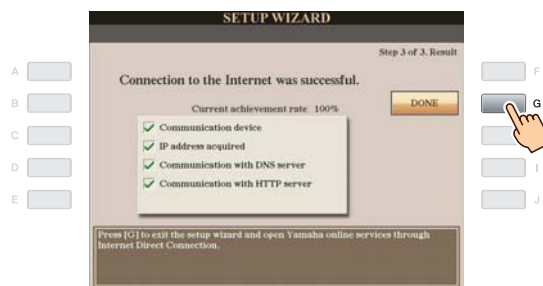 SETUP WIZARD
Step 3 of 3. Result
Connection to the Internet was successful.
Current achievement rate 100%
DONE
Communication device
IP address acquired
Communication with DNS server
Communication with HTTP server
Press [G] to exit the setup wizard and open Yamaha online services through
Internet Direct Connection.
A
B
C
D
E
F
G
I
J